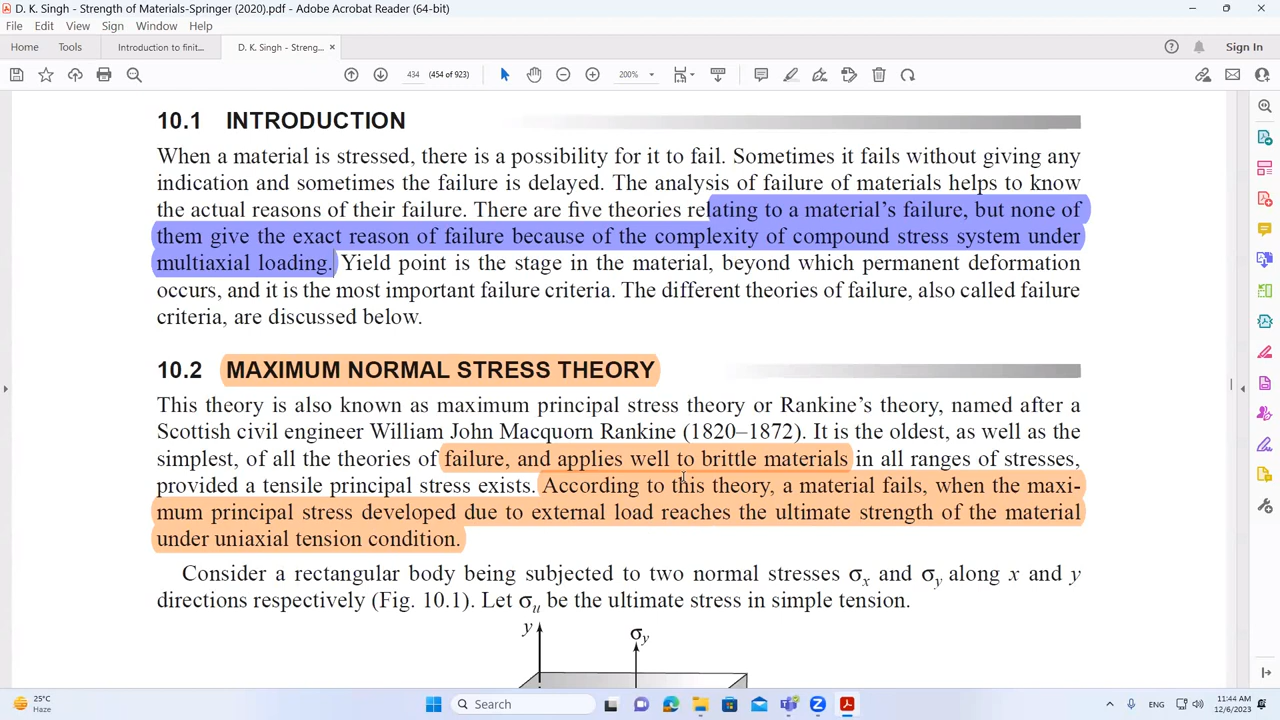 D. K. Singh - Strength of Materials-Springer (2020).pdf - Adobe Acrobat Reader (64-bit)
File Edit View Sign Window Help
Home Tools Introduction to finit... D. K. Singh - Streng... × Sign In
434 (454 of 923) 200%
10.1 INTRODUCTION
When a material is stressed, there is a possibility for it to fail. Sometimes it fails without giving any
indication and sometimes the failure is delayed. The analysis of failure of materials helps to know
the actual reasons of their failure. There are five theories relating to a material's failure, but none of
them give the exact reason of failure because of the complexity of compound stress system under
multiaxial loading. Yield point is the stage in the material, beyond which permanent deformation
occurs, and it is the most important failure criteria. The different theories of failure, also called failure
criteria, are discussed below.
10.2 MAXIMUM NORMAL STRESS THEORY
This theory is also known as maximum principal stress theory or Rankine's theory, named after a
Scottish civil engineer William John Macquorn Rankine (1820–1872). It is the oldest, as well as the
simplest, of all the theories of failure, and applies well to brittle materials in all ranges of stresses,
provided a tensile principal stress exists. According to this theory, a material fails, when the maxi-
mum principal stress developed due to external load reaches the ultimate strength of the material
under uniaxial tension condition.
Consider a rectangular body being subjected to two normal stresses σx and σy along x and y
directions respectively (Fig. 10.1). Let σu be the ultimate stress in simple tension.
y σy
25°C
Haze
Search
ENG
11:44 AM
12/6/2023